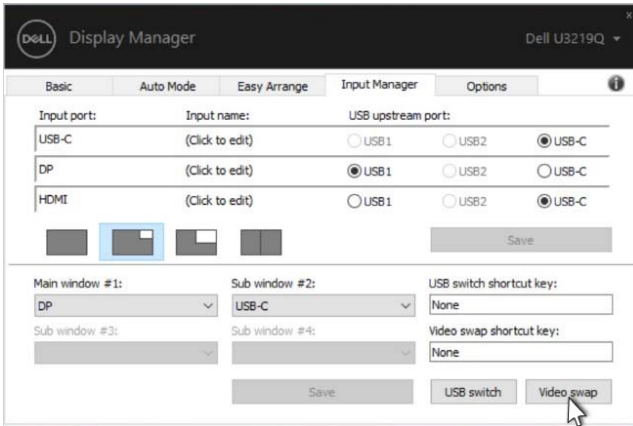 DELL Display Manager Dell U3219Q
x
Basic Auto Mode Easy Arrange Input Manager Options i
Input port: Input name: USB upstream port:
USB-C (Click to edit) USB1 USB2 USB-C
DP (Click to edit) USB1 USB2 USB-C
HDMI (Click to edit) USB1 USB2 USB-C
Save
Main window #1: Sub window #2: USB switch shortcut key:
DP USB-C None
Sub window #3: Sub window #4: Video swap shortcut key:
None
Save USB switch Video swap